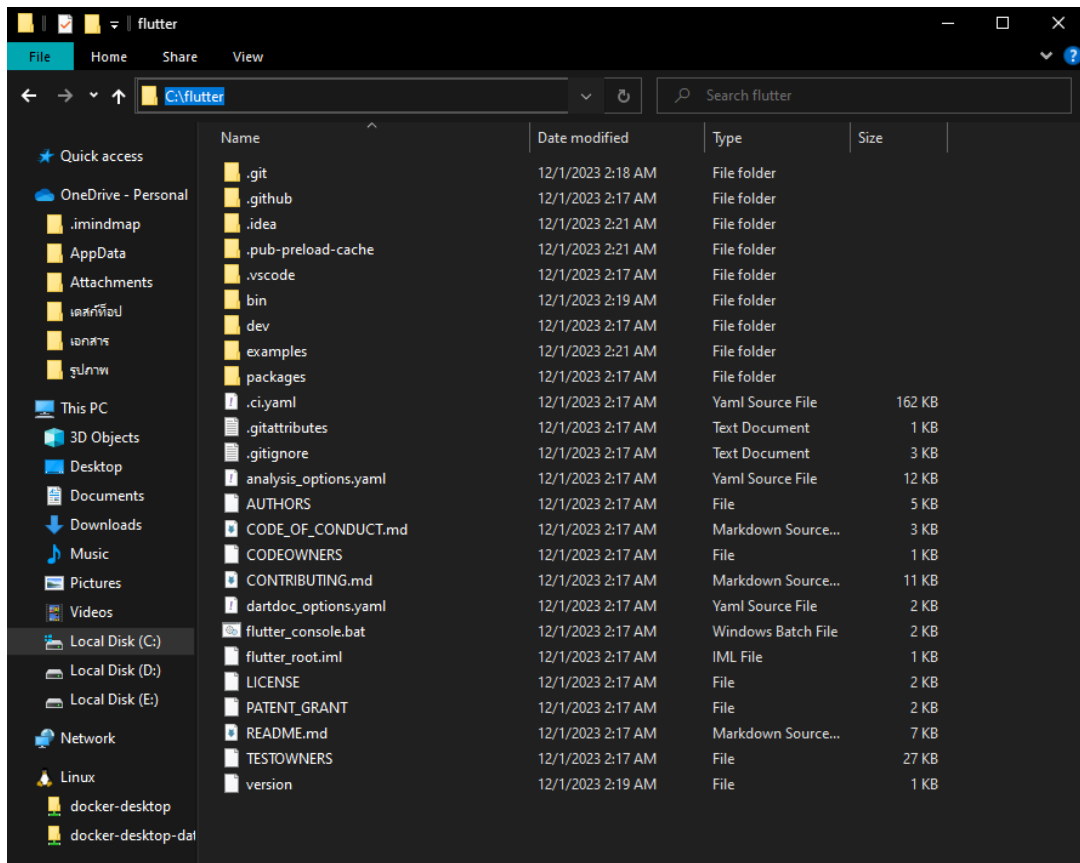 flutter
File Home Share View
C:\flutter
Search flutter
Name Date modified Type Size
Quick access
OneDrive - Personal
.imindmap
AppData
Attachments
เดสก์ท็อป
เอกสาร
รูปภาพ
This PC
3D Objects
Desktop
Documents
Downloads
Music
Pictures
Videos
Local Disk (C:)
Local Disk (D:)
Local Disk (E:)
Network
Linux
docker-desktop
docker-desktop-dat
.git 12/1/2023 2:18 AM File folder
.github 12/1/2023 2:17 AM File folder
.idea 12/1/2023 2:21 AM File folder
.pub-preload-cache 12/1/2023 2:21 AM File folder
.vscode 12/1/2023 2:17 AM File folder
bin 12/1/2023 2:19 AM File folder
dev 12/1/2023 2:17 AM File folder
examples 12/1/2023 2:21 AM File folder
packages 12/1/2023 2:17 AM File folder
.ci.yaml 12/1/2023 2:17 AM Yaml Source File 162 KB
.gitattributes 12/1/2023 2:17 AM Text Document 1 KB
.gitignore 12/1/2023 2:17 AM Text Document 3 KB
analysis_options.yaml 12/1/2023 2:17 AM Yaml Source File 12 KB
AUTHORS 12/1/2023 2:17 AM File 5 KB
CODE_OF_CONDUCT.md 12/1/2023 2:17 AM Markdown Source... 3 KB
CODEOWNERS 12/1/2023 2:17 AM File 1 KB
CONTRIBUTING.md 12/1/2023 2:17 AM Markdown Source... 11 KB
dartdoc_options.yaml 12/1/2023 2:17 AM Yaml Source File 2 KB
flutter_console.bat 12/1/2023 2:17 AM Windows Batch File 2 KB
flutter_root.iml 12/1/2023 2:17 AM IML File 1 KB
LICENSE 12/1/2023 2:17 AM File 2 KB
PATENT_GRANT 12/1/2023 2:17 AM File 2 KB
README.md 12/1/2023 2:17 AM Markdown Source... 7 KB
TESTOWNERS 12/1/2023 2:17 AM File 27 KB
version 12/1/2023 2:19 AM File 1 KB